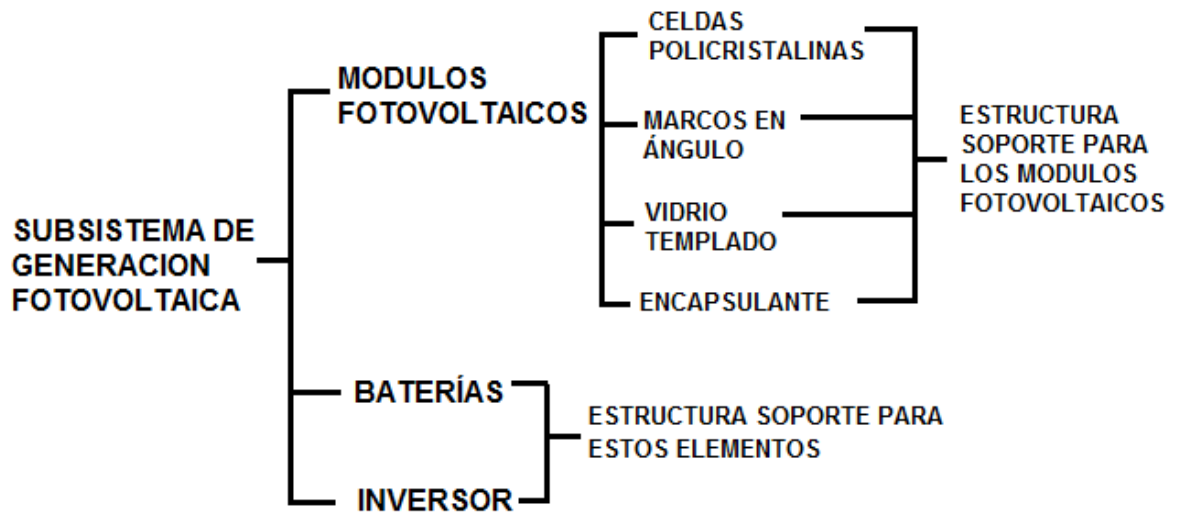 CELDAS
POLICRISTALINAS
MODULOS
FOTOVOLTAICOS
MARCOS EN
ÁNGULO
ESTRUCTURA
SOPORTE PARA
LOS MODULOS
FOTOVOLTAICOS
VIDRIO
TEMPLADO
SUBSISTEMA DE
GENERACION
FOTOVOLTAICA
ENCAPSULANTE
BATERÍAS
ESTRUCTURA SOPORTE PARA
ESTOS ELEMENTOS
INVERSOR